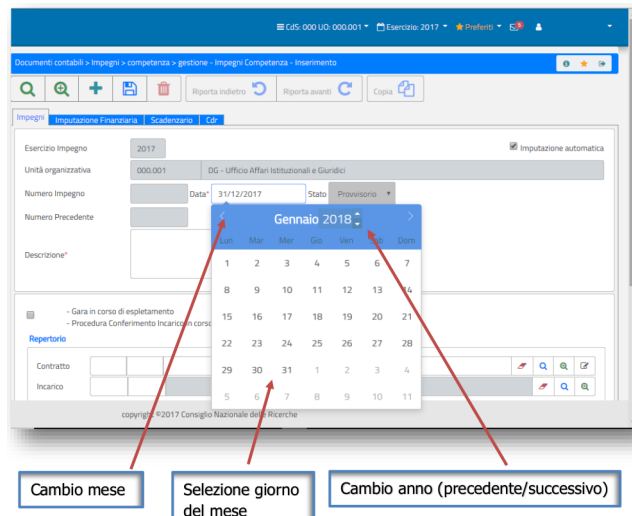 CdS: 000 UO: 000.001 Esercizio: 2017 Preferiti
Documenti contabili > Impegni > competenza > gestione - Impegni Competenza - Inserimento
Riporta indietro Riporta avanti Copia
Impegni Imputazione Finanziaria Scadenzario Cdr
Esercizio Impegno 2017 Imputazione automatica
Unità organizzativa 000.001 DG - Ufficio Affari Istituzionali e Giuridici
Numero Impegno Data* 31/12/2017 Stato Provvisorio
Numero Precedente
Gennaio 2018
Lun Mar Mer Gio Ven Sab Dom
Descrizione*
1 2 3 4 5 6 7
8 9 10 11 12 13 14
15 16 17 18 19 20 21
22 23 24 25 26 27 28
29 30 31 1 2 3 4
5 6 7 8 9 10 11
- Gara in corso di espletamento
- Procedura Conferimento Incarico in corso
Repertorio
Contratto
Incarico
copyright ©2017 Consiglio Nazionale delle Ricerche
Cambio mese
Selezione giorno
del mese
Cambio anno (precedente/successivo)